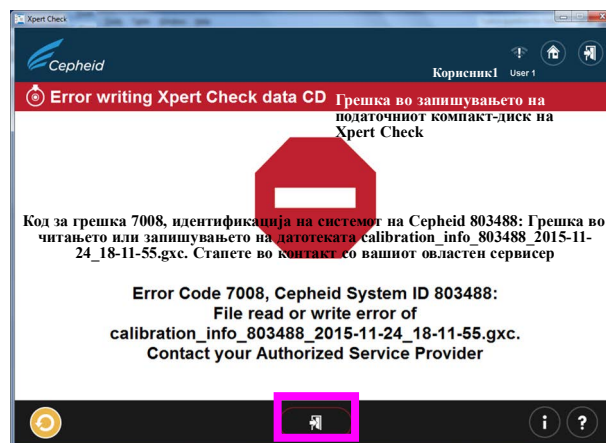 Xpert Check
Cepheid
Корисник1 User 1
Error writing Xpert Check data CD
Грешка во запишувањето на
податочниот компакт-диск на
Xpert Check
Код за грешка 7008, идентификација на системот на Cepheid 803488: Грешка во
читањето или запишувањето на датотеката calibration_info_803488_2015-11-
24_18-11-55.gxc. Стапете во контакт со вашиот овластен сервисер
Error Code 7008, Cepheid System ID 803488:
File read or write error of
calibration_info_803488_2015-11-24_18-11-55.gxc.
Contact your Authorized Service Provider
i ?